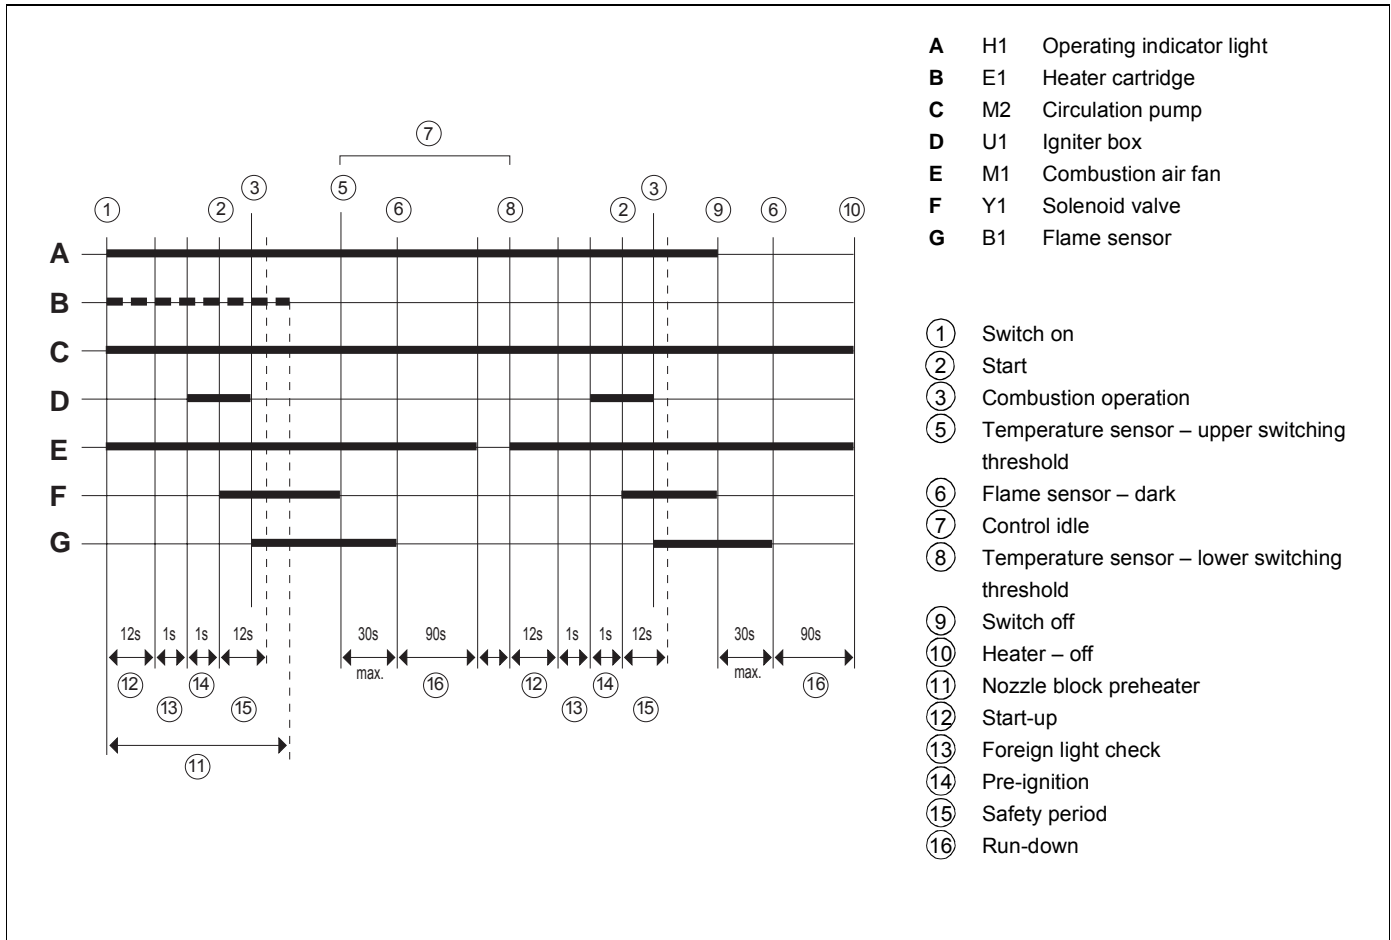 A H1 Operating indicator light
B E1 Heater cartridge
C M2 Circulation pump
D U1 Igniter box
E M1 Combustion air fan
F Y1 Solenoid valve
G B1 Flame sensor
7
3 5 3
1 2 6 8 2 9 6 10
A
B
C
D
E
F
G
12s 1s 1s 12s 30s 90s 12s 1s 1s 12s 30s 90s
max. max.
12 14 16 12 14 16
13 15 13 15
11
1 Switch on
2 Start
3 Combustion operation
5 Temperature sensor – upper switching
threshold
6 Flame sensor – dark
7 Control idle
8 Temperature sensor – lower switching
threshold
9 Switch off
10 Heater – off
11 Nozzle block preheater
12 Start-up
13 Foreign light check
14 Pre-ignition
15 Safety period
16 Run-down